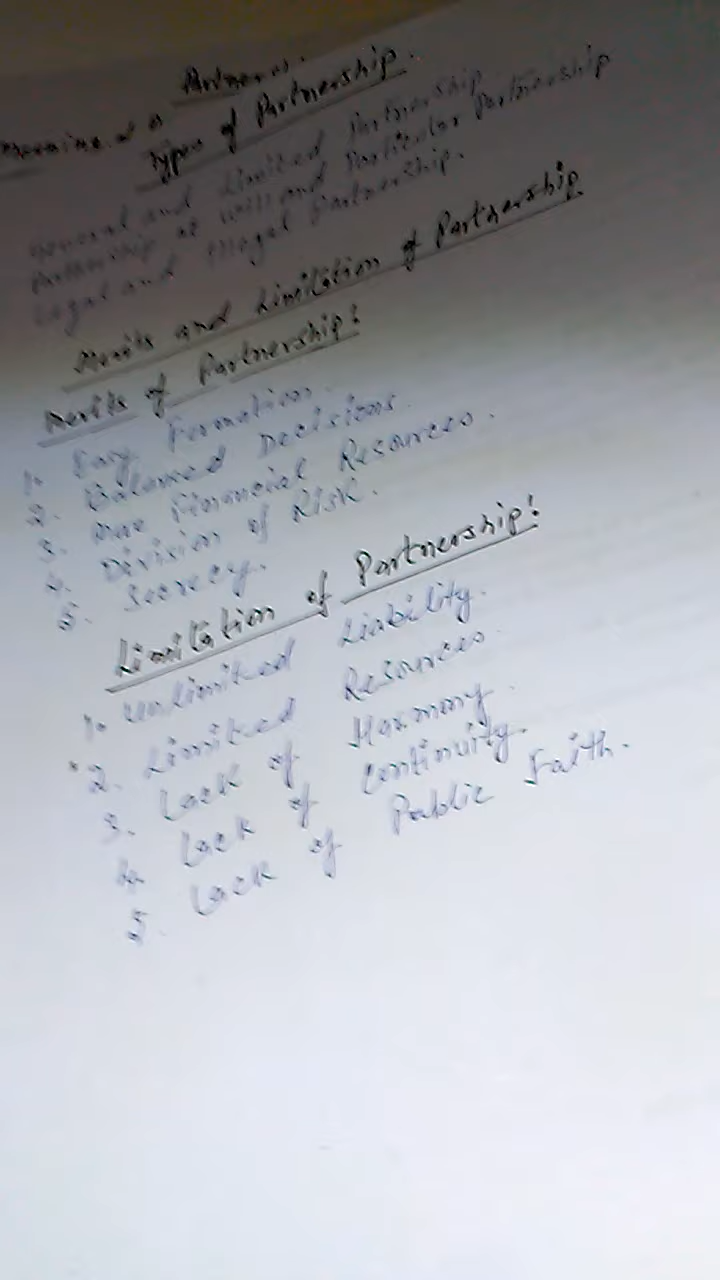 Partners.
Types of Partnership.
General and Limited Partnership
Partnership at Will and Particular Partnership
Legal and Illegal Partnership.
Merits and Limitation of Partnership
Merits of Partnership:
1. Easy Formation.
2. Balanced Decisions.
3. More Financial Resources.
4. Division of Risk.
5. Secrecy.
Limitation of Partnership:
1. Unlimited Liability.
2. Limited Resources
3. Lack of Harmony.
4. Lack of Continuity.
5. Lack of Public Faith.